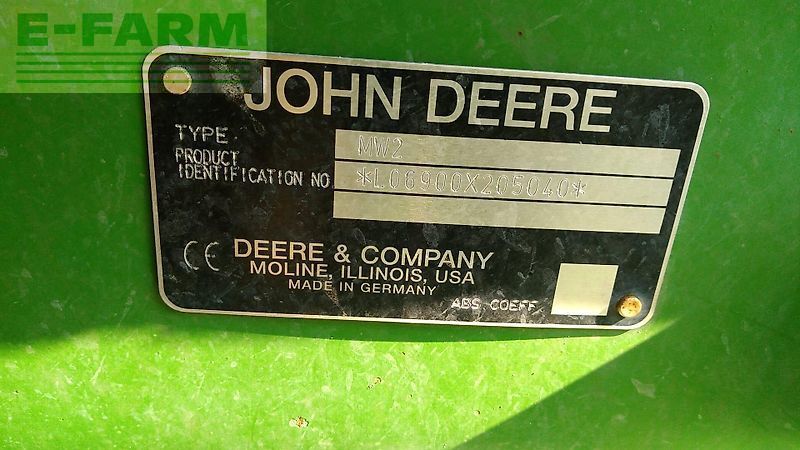 E-FARM
JOHN DEERE
TYPE MW2
PRODUCT
IDENTIFICATION NO *L06900X205040*
CE DEERE & COMPANY
MOLINE, ILLINOIS, USA
MADE IN GERMANY
ABS. COEFF.